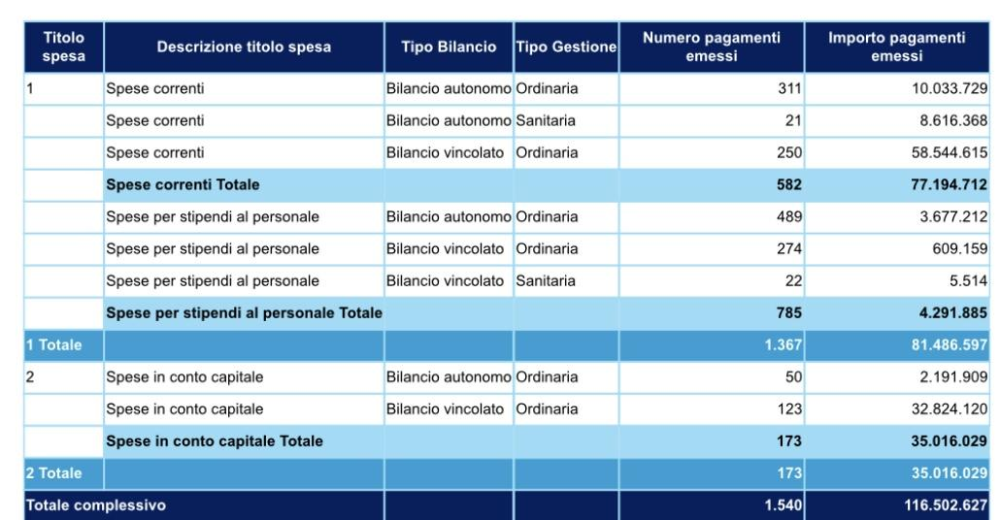 Titolo spesa Descrizione titolo spesa Tipo Bilancio Tipo Gestione Numero pagamenti emessi Importo pagamenti emessi
1 Spese correnti Bilancio autonomo Ordinaria 311 10.033.729
Spese correnti Bilancio autonomo Sanitaria 21 8.616.368
Spese correnti Bilancio vincolato Ordinaria 250 58.544.615
Spese correnti Totale 582 77.194.712
Spese per stipendi al personale Bilancio autonomo Ordinaria 489 3.677.212
Spese per stipendi al personale Bilancio vincolato Ordinaria 274 609.159
Spese per stipendi al personale Bilancio vincolato Sanitaria 22 5.514
Spese per stipendi al personale Totale 785 4.291.885
1 Totale 1.367 81.486.597
2 Spese in conto capitale Bilancio autonomo Ordinaria 50 2.191.909
Spese in conto capitale Bilancio vincolato Ordinaria 123 32.824.120
Spese in conto capitale Totale 173 35.016.029
2 Totale 173 35.016.029
Totale complessivo 1.540 116.502.627